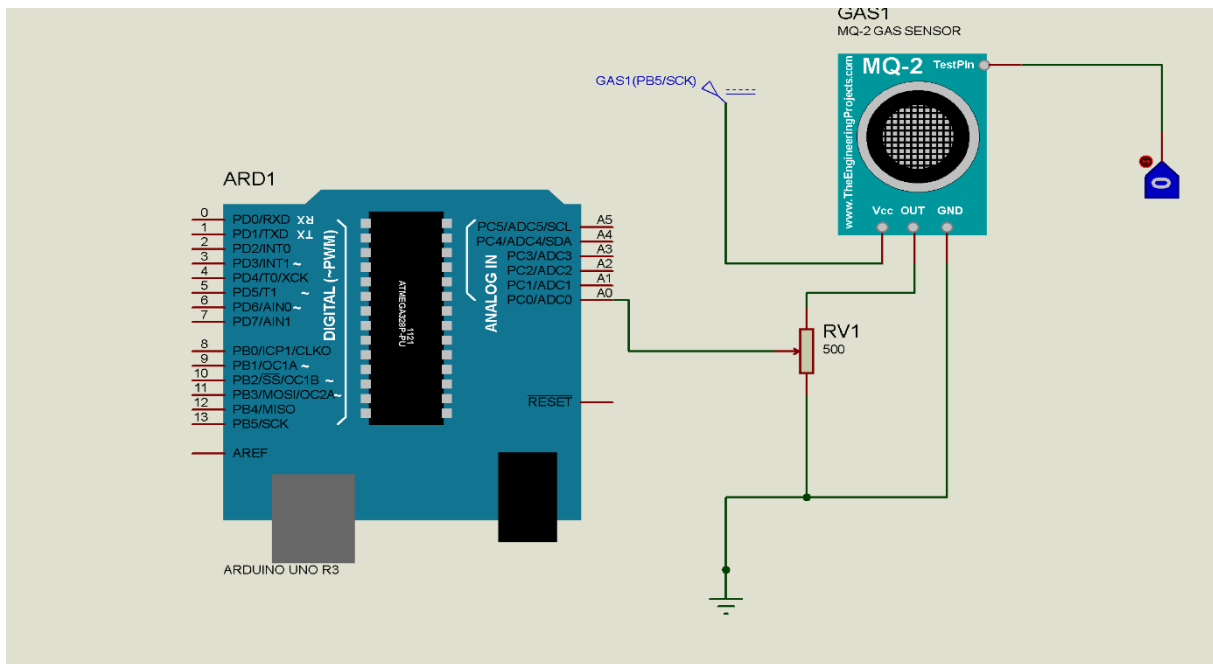 GAS1
MQ-2 GAS SENSOR
www.TheEngineeringProjects.com
MQ-2
TestPin
Vcc OUT GND
0
GAS1(PB5/SCK)
ARD1
0 PD0/RXD RX
1 PD1/TXD TX
2 PD2/INT0
3 PD3/INT1 ~
4 PD4/T0/XCK
5 PD5/T1 ~
6 PD6/AIN0 ~
7 PD7/AIN1
8 PB0/ICP1/CLKO
9 PB1/OC1A ~
10 PB2/SS/OC1B ~
11 PB3/MOSI/OC2A ~
12 PB4/MISO
13 PB5/SCK
AREF
DIGITAL (~PWM)
ATMEGA328P-PU
1121
ANALOG IN
PC5/ADC5/SCL A5
PC4/ADC4/SDA A4
PC3/ADC3 A3
PC2/ADC2 A2
PC1/ADC1 A1
PC0/ADC0 A0
RESET
RV1
500
ARDUINO UNO R3